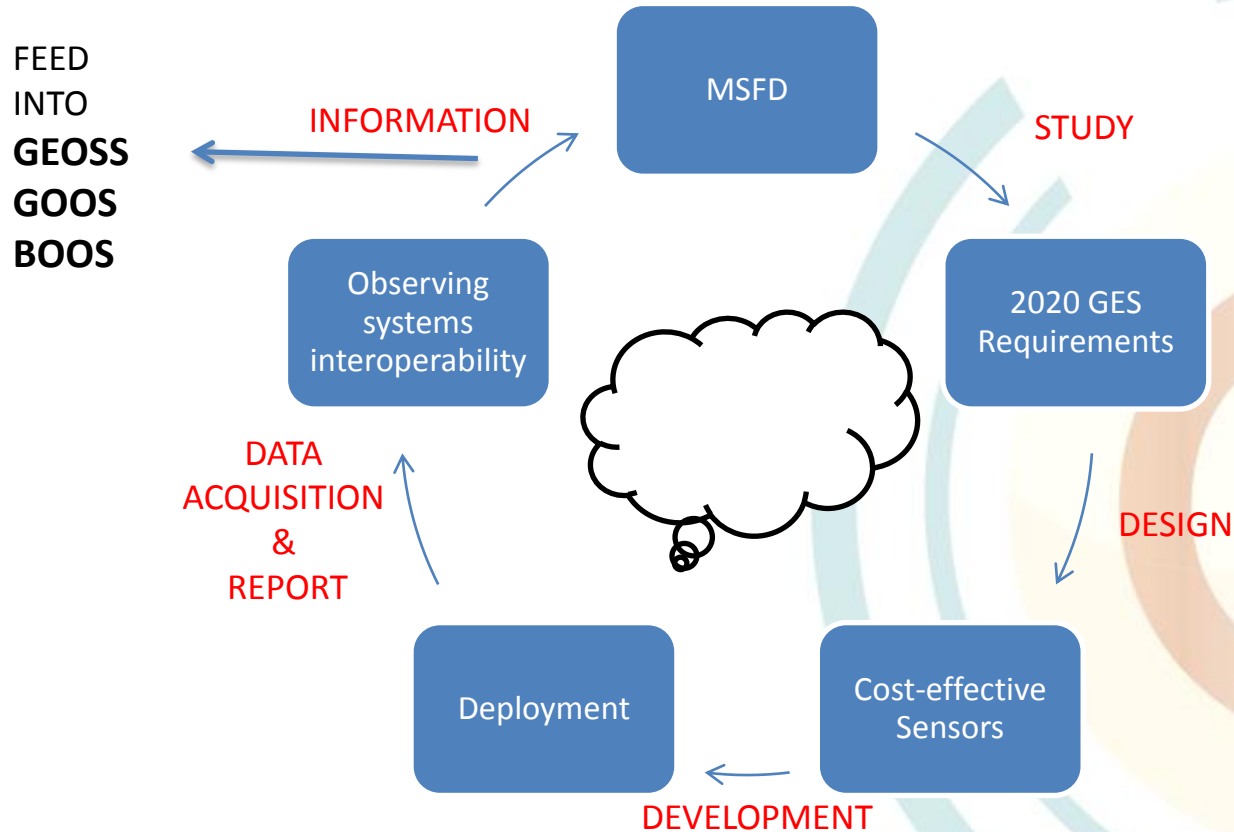 FEED
INTO
GEOSS
GOOS
BOOS
INFORMATION
MSFD
STUDY
Observing
systems
interoperability
2020 GES
Requirements
DATA
ACQUISITION
&
REPORT
DESIGN
Deployment
Cost-effective
Sensors
DEVELOPMENT